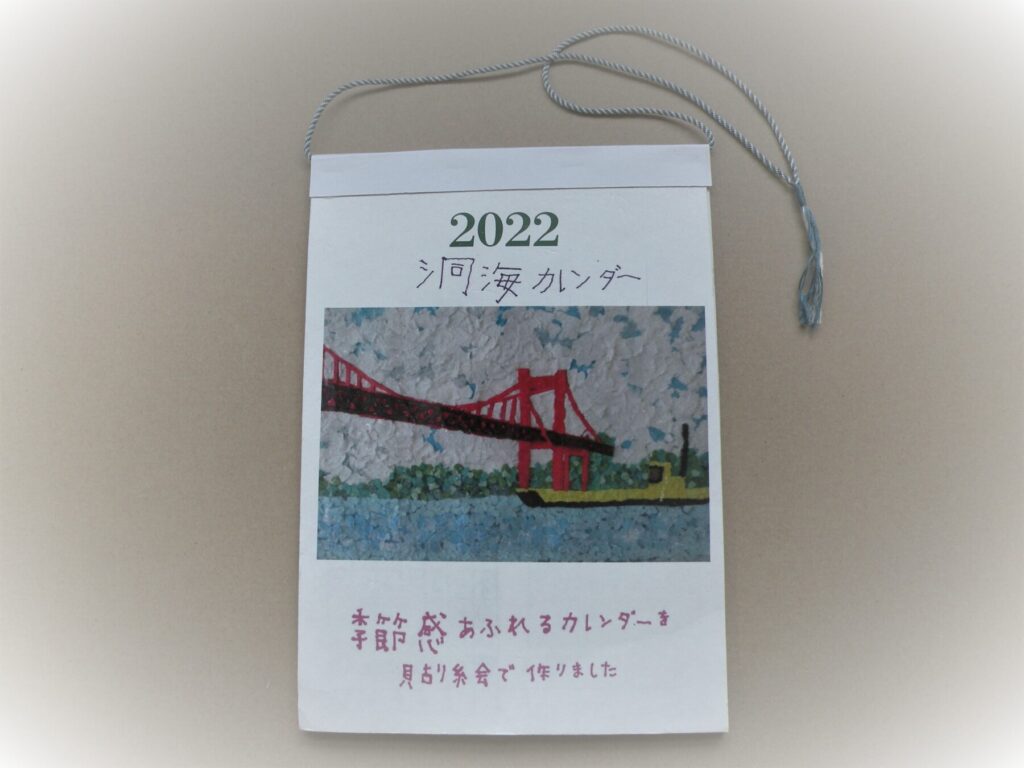 2022
洞海カレンダー
季節感あふれるカレンダーを
貼り絵会で作りました